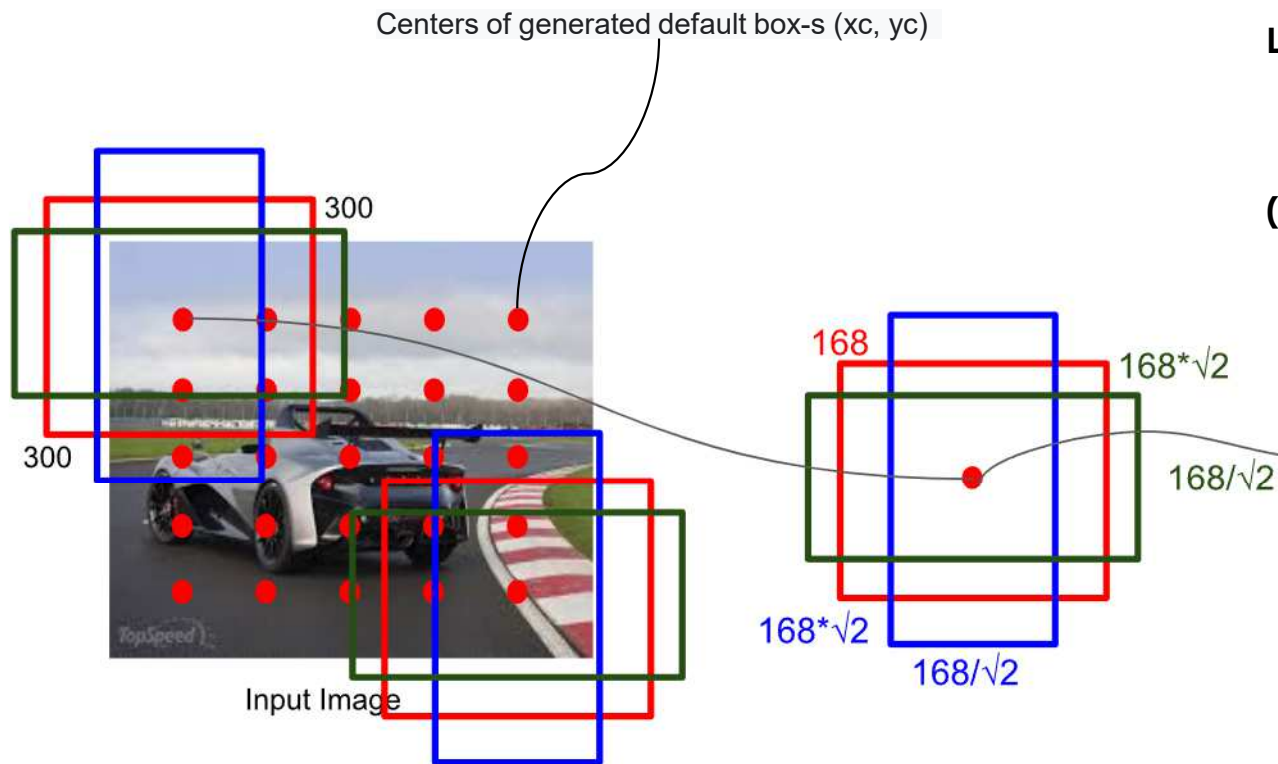 Centers of generated default box-s (xc, yc)
L
300
(
168
168*√2
300
168/√2
168*√2
168/√2
TopSpeed
Input Image